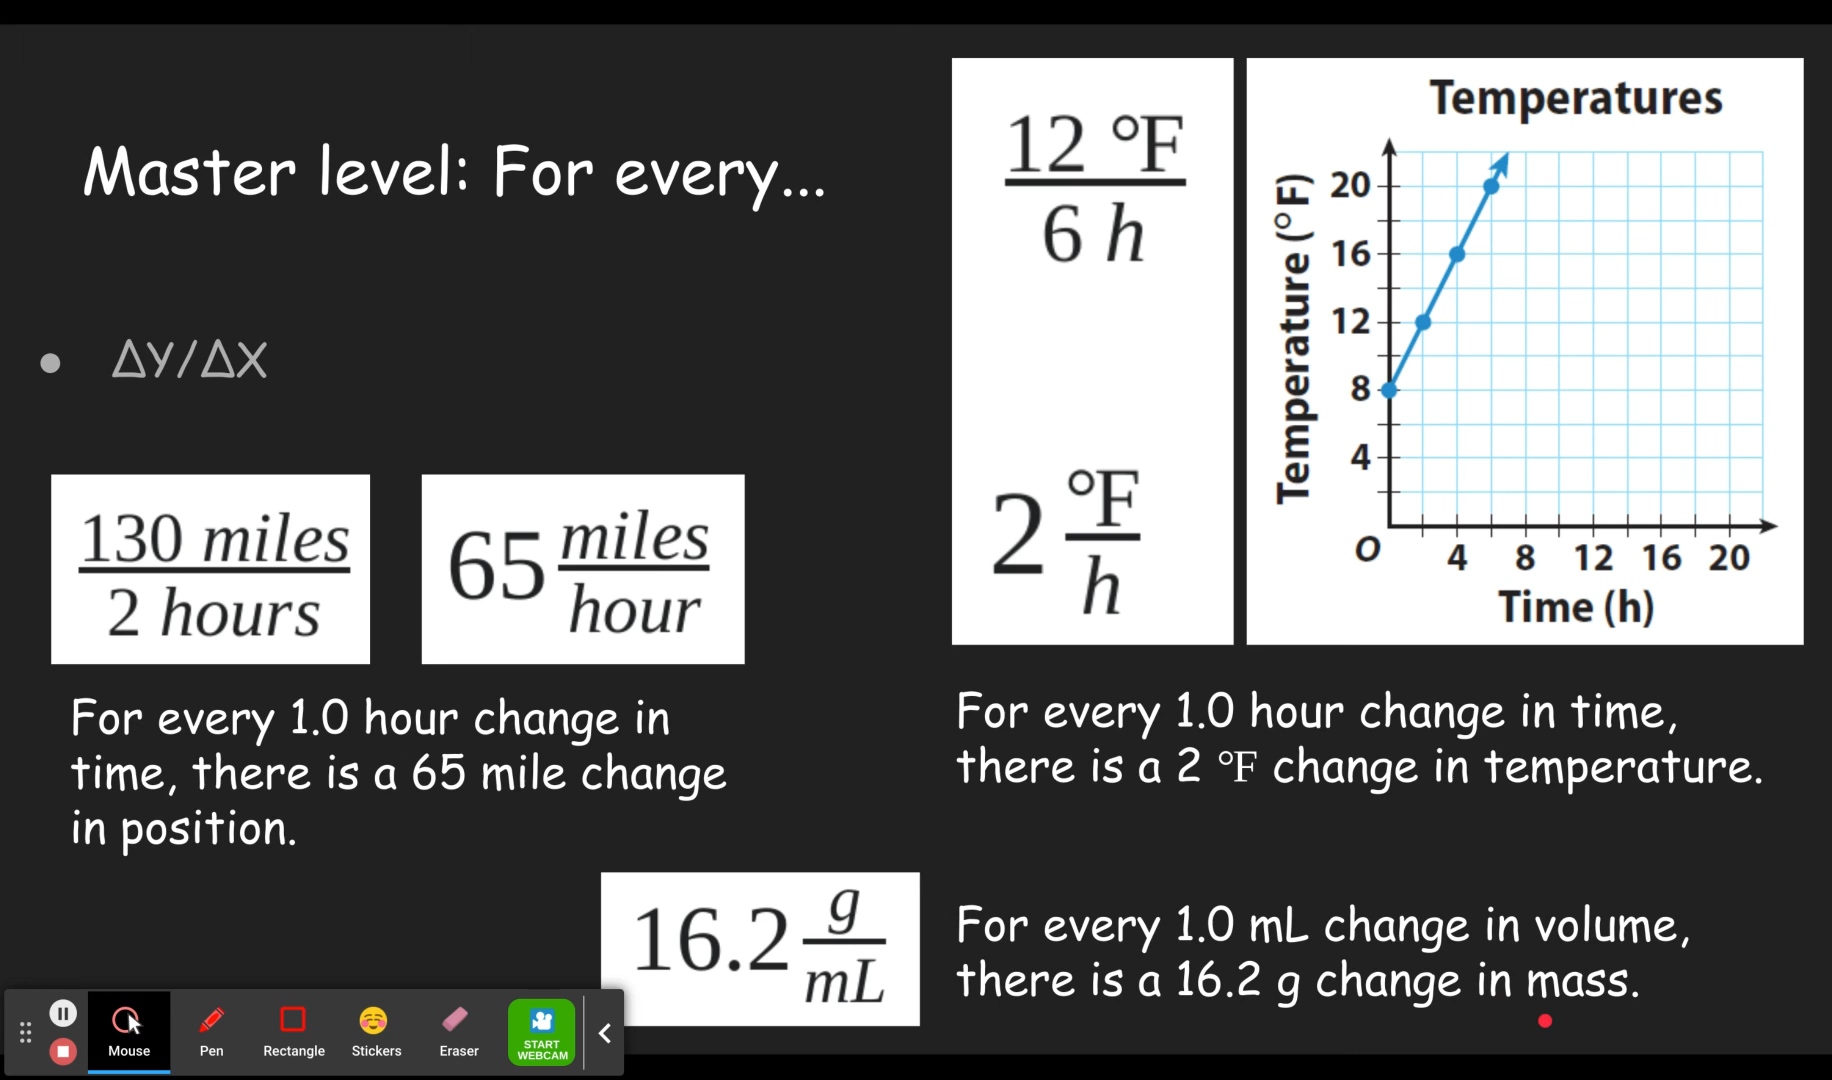 Master level: For every...
ΔY/ΔX
130 miles
2 hours
65 miles
hour
For every 1.0 hour change in
time, there is a 65 mile change
in position.
12 °F
6 h
2 °F
h
Temperatures
Temperature (°F)
20
16
12
8
4
O
4 8 12 16 20
Time (h)
For every 1.0 hour change in time,
there is a 2 °F change in temperature.
16.2 g
mL
For every 1.0 mL change in volume,
there is a 16.2 g change in mass.
Mouse
Pen
Rectangle
Stickers
Eraser
START
WEBCAM